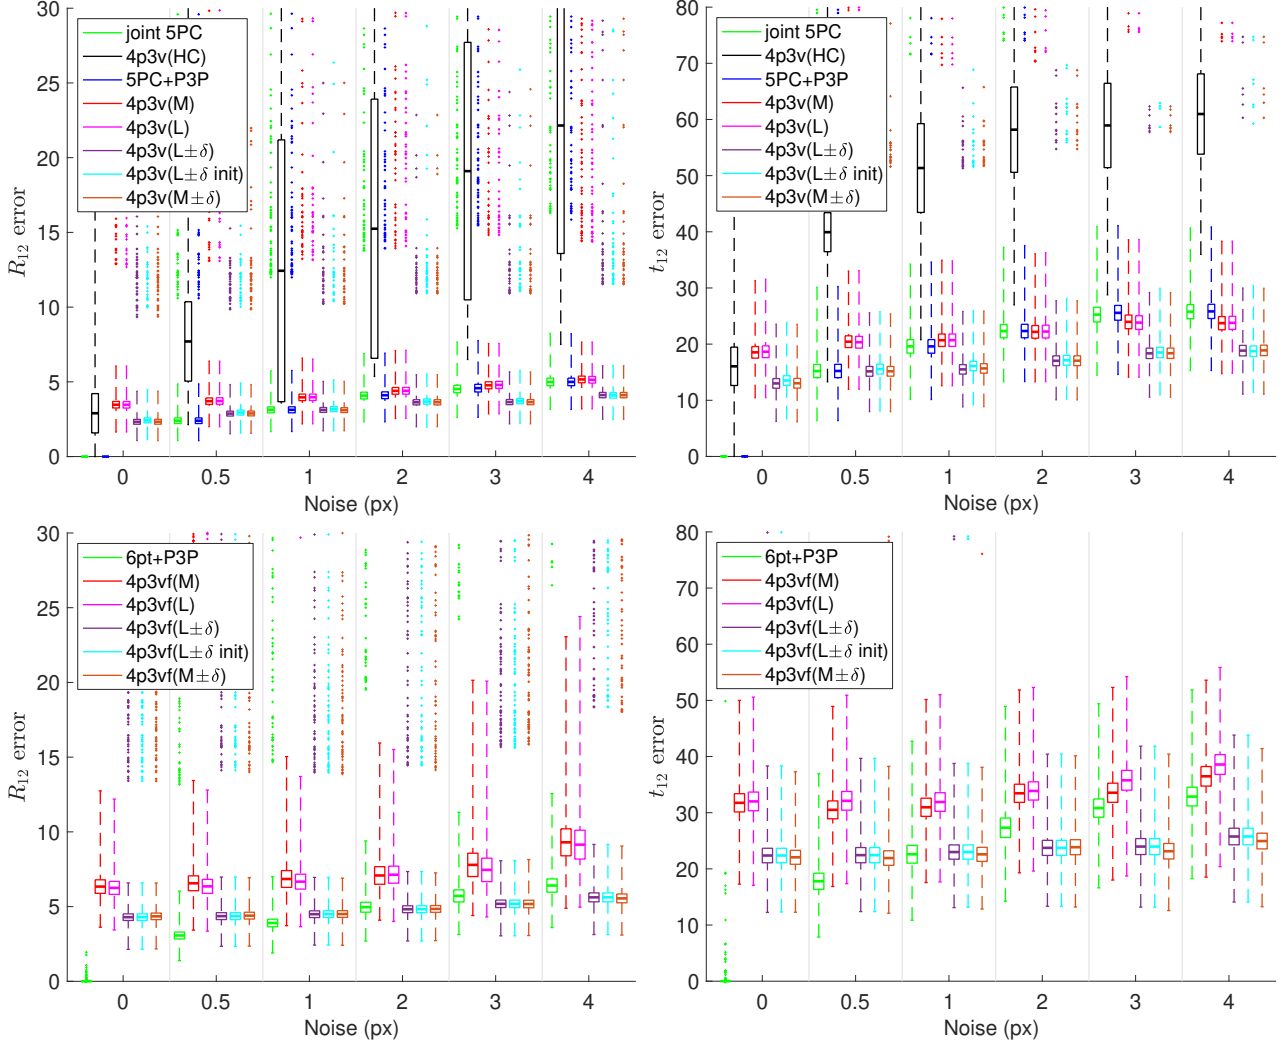 30
25
20
15
10
5
0
R12 error
joint 5PC
4p3v(HC)
5PC+P3P
4p3v(M)
4p3v(L)
4p3v(L±δ)
4p3v(L±δ init)
4p3v(M±δ)
0 0.5 1 2 3 4
Noise (px)
80
70
60
50
40
30
20
10
0
t12 error
joint 5PC
4p3v(HC)
5PC+P3P
4p3v(M)
4p3v(L)
4p3v(L±δ)
4p3v(L±δ init)
4p3v(M±δ)
0 0.5 1 2 3 4
Noise (px)
30
25
20
15
10
5
0
R12 error
6pt+P3P
4p3vf(M)
4p3vf(L)
4p3vf(L±δ)
4p3vf(L±δ init)
4p3vf(M±δ)
0 0.5 1 2 3 4
Noise (px)
80
70
60
50
40
30
20
10
0
t12 error
6pt+P3P
4p3vf(M)
4p3vf(L)
4p3vf(L±δ)
4p3vf(L±δ init)
4p3vf(M±δ)
0 0.5 1 2 3 4
Noise (px)